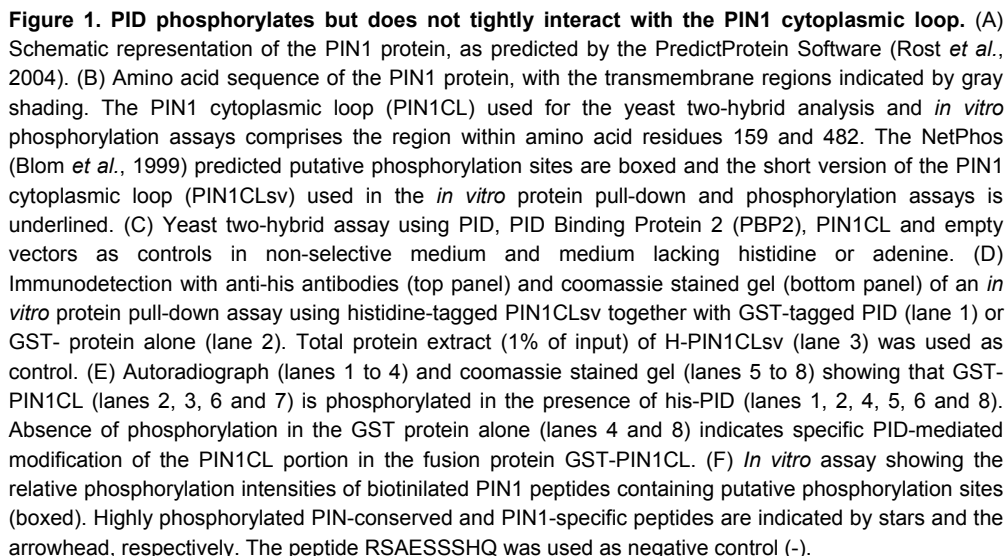 Figure 1. PID phosphorylates but does not tightly interact with the PIN1 cytoplasmic loop. (A)
Schematic representation of the PIN1 protein, as predicted by the PredictProtein Software (Rost et al.,
2004). (B) Amino acid sequence of the PIN1 protein, with the transmembrane regions indicated by gray
shading. The PIN1 cytoplasmic loop (PIN1CL) used for the yeast two-hybrid analysis and in vitro
phosphorylation assays comprises the region within amino acid residues 159 and 482. The NetPhos
(Blom et al., 1999) predicted putative phosphorylation sites are boxed and the short version of the PIN1
cytoplasmic loop (PIN1CLsv) used in the in vitro protein pull-down and phosphorylation assays is
underlined. (C) Yeast two-hybrid assay using PID, PID Binding Protein 2 (PBP2), PIN1CL and empty
vectors as controls in non-selective medium and medium lacking histidine or adenine. (D)
Immunodetection with anti-his antibodies (top panel) and coomassie stained gel (bottom panel) of an in
vitro protein pull-down assay using histidine-tagged PIN1CLsv together with GST-tagged PID (lane 1) or
GST- protein alone (lane 2). Total protein extract (1% of input) of H-PIN1CLsv (lane 3) was used as
control. (E) Autoradiograph (lanes 1 to 4) and coomassie stained gel (lanes 5 to 8) showing that GST-
PIN1CL (lanes 2, 3, 6 and 7) is phosphorylated in the presence of his-PID (lanes 1, 2, 4, 5, 6 and 8).
Absence of phosphorylation in the GST protein alone (lanes 4 and 8) indicates specific PID-mediated
modification of the PIN1CL portion in the fusion protein GST-PIN1CL. (F) In vitro assay showing the
relative phosphorylation intensities of biotinilated PIN1 peptides containing putative phosphorylation sites
(boxed). Highly phosphorylated PIN-conserved and PIN1-specific peptides are indicated by stars and the
arrowhead, respectively. The peptide RSAESSSHQ was used as negative control (-).